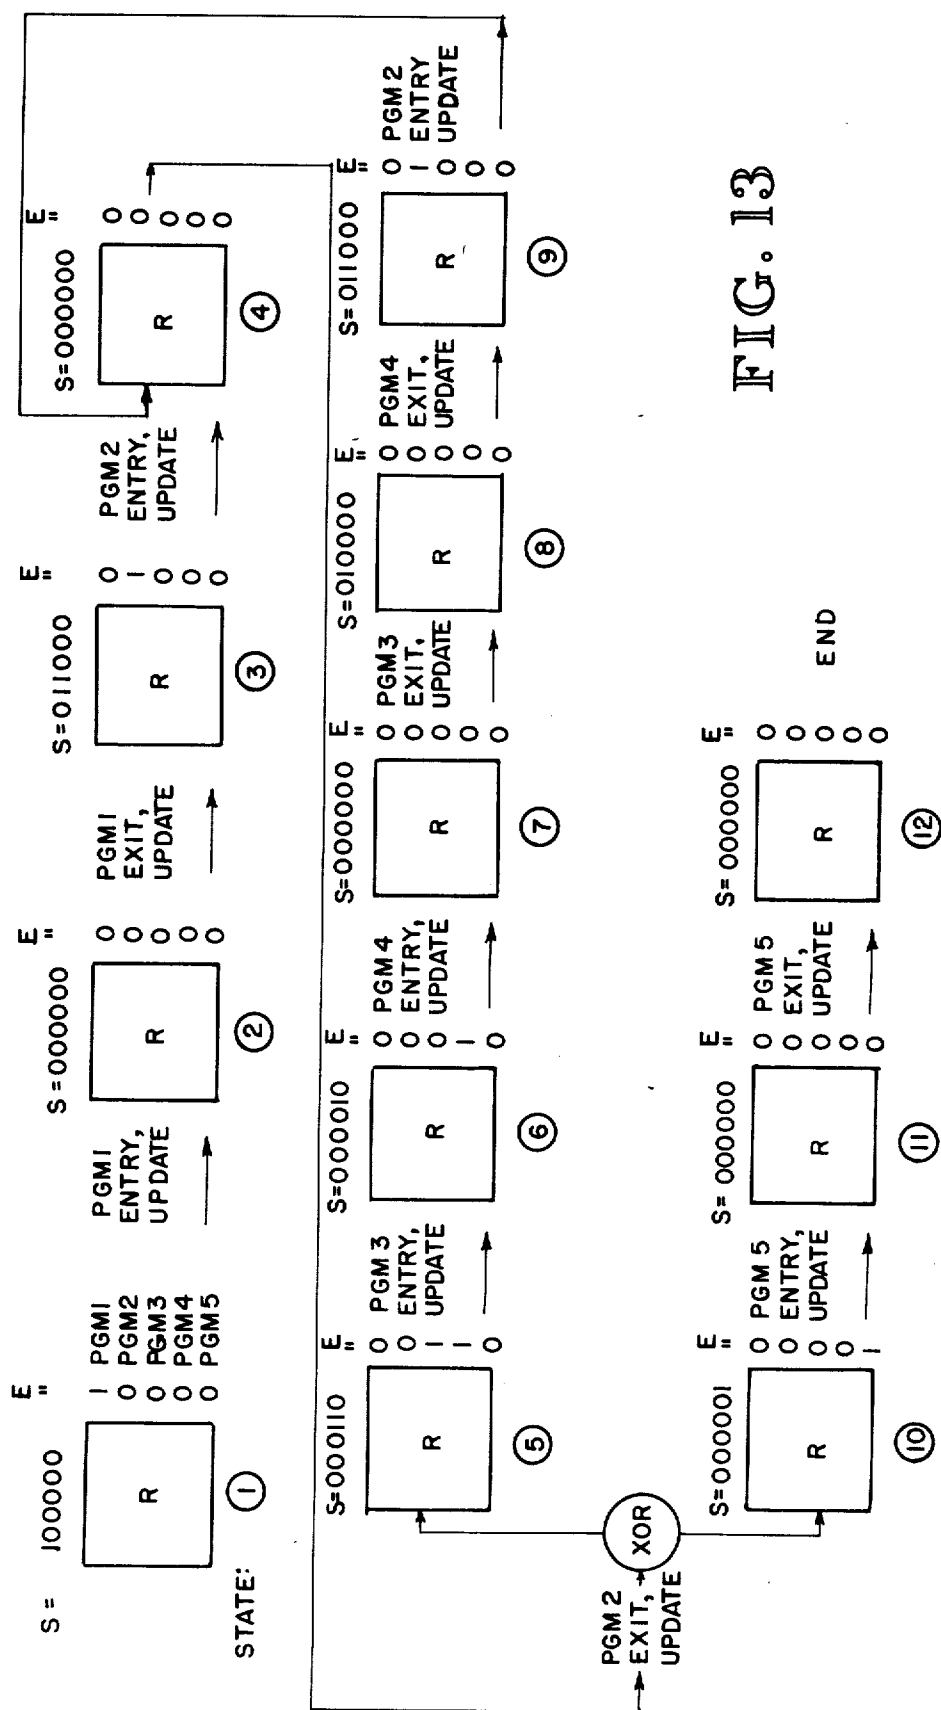 S = 100000
E =
1 PGM1
0 PGM2
0 PGM3
0 PGM4
0 PGM5
R
STATE: 1
PGM1
ENTRY,
UPDATE
S=000000
E=
0
0
0
0
0
R
2
PGM1
EXIT,
UPDATE
S=011000
E=
0
1
0
0
0
R
3
PGM2
ENTRY,
UPDATE
S=000000
E=
0
0
0
0
0
R
4
PGM2
EXIT,
UPDATE
XOR
S=000110
E=
0
0
1
1
0
R
5
PGM3
ENTRY,
UPDATE
S=000010
E=
0
0
0
1
0
R
6
PGM4
ENTRY,
UPDATE
S=000000
E=
0
0
0
0
0
R
7
PGM3
EXIT,
UPDATE
S=010000
E=
0
0
0
0
0
R
8
PGM4
EXIT,
UPDATE
S=011000
E=
0
1
0
0
0
R
9
PGM2
ENTRY
UPDATE
S=000001
E=
0
0
0
0
1
R
10
PGM5
ENTRY,
UPDATE
S=000000
E=
0
0
0
0
0
R
11
PGM5
EXIT,
UPDATE
S=000000
E=
0
0
0
0
0
R
12
END
FIG. 13